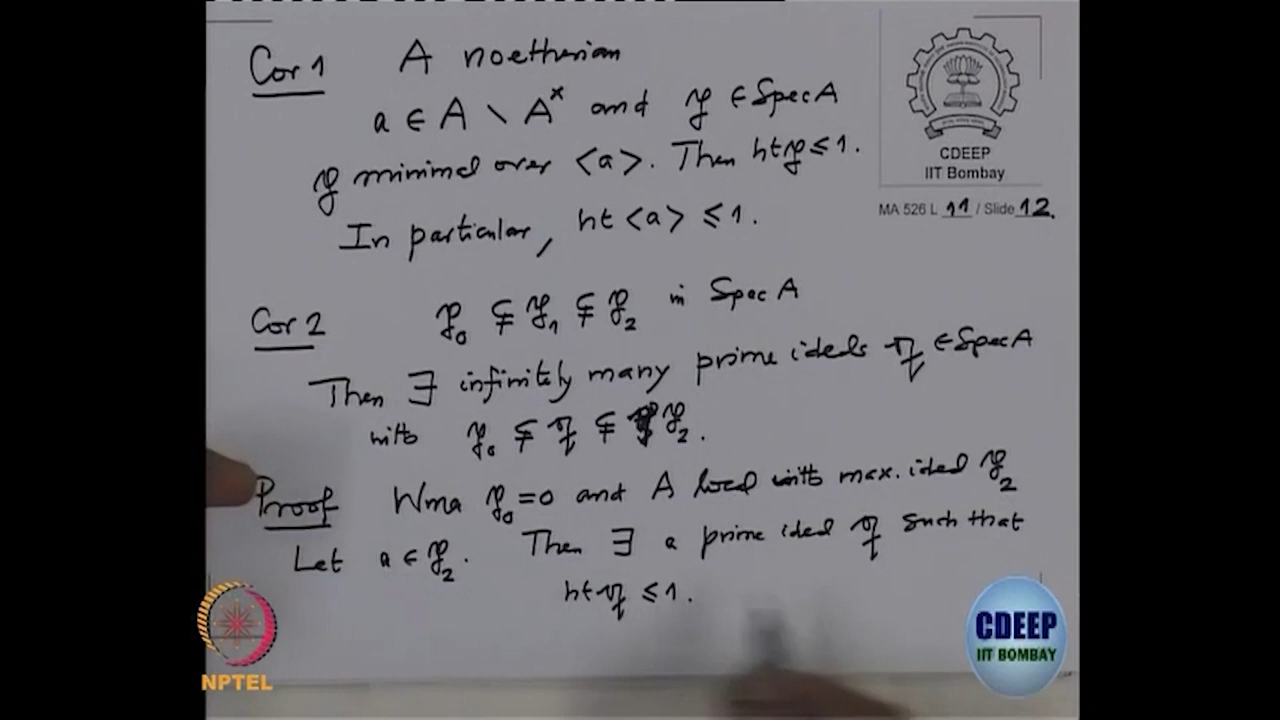 Cor 1 A noetherian
a ∈ A \ A^x and 𝔭 ∈ Spec A
𝔭 minimal over <a>. Then ht 𝔭 ≤ 1.
In particular, ht <a> ≤ 1.
CDEEP
IIT Bombay
MA 526 L 11 / Slide 12
Cor 2 𝔭₀ ⊊ 𝔭₁ ⊊ 𝔭₂ in Spec A
Then ∃ infinitely many prime ideals 𝔮 ∈ Spec A
with 𝔭₀ ⊊ 𝔮 ⊊ 𝔭₂.
Proof Wma 𝔭₀ = 0 and A local with max. ideal 𝔭₂
Let a ∈ 𝔭₂. Then ∃ a prime ideal 𝔮 such that
ht 𝔮 ≤ 1.
NPTEL
CDEEP
IIT BOMBAY